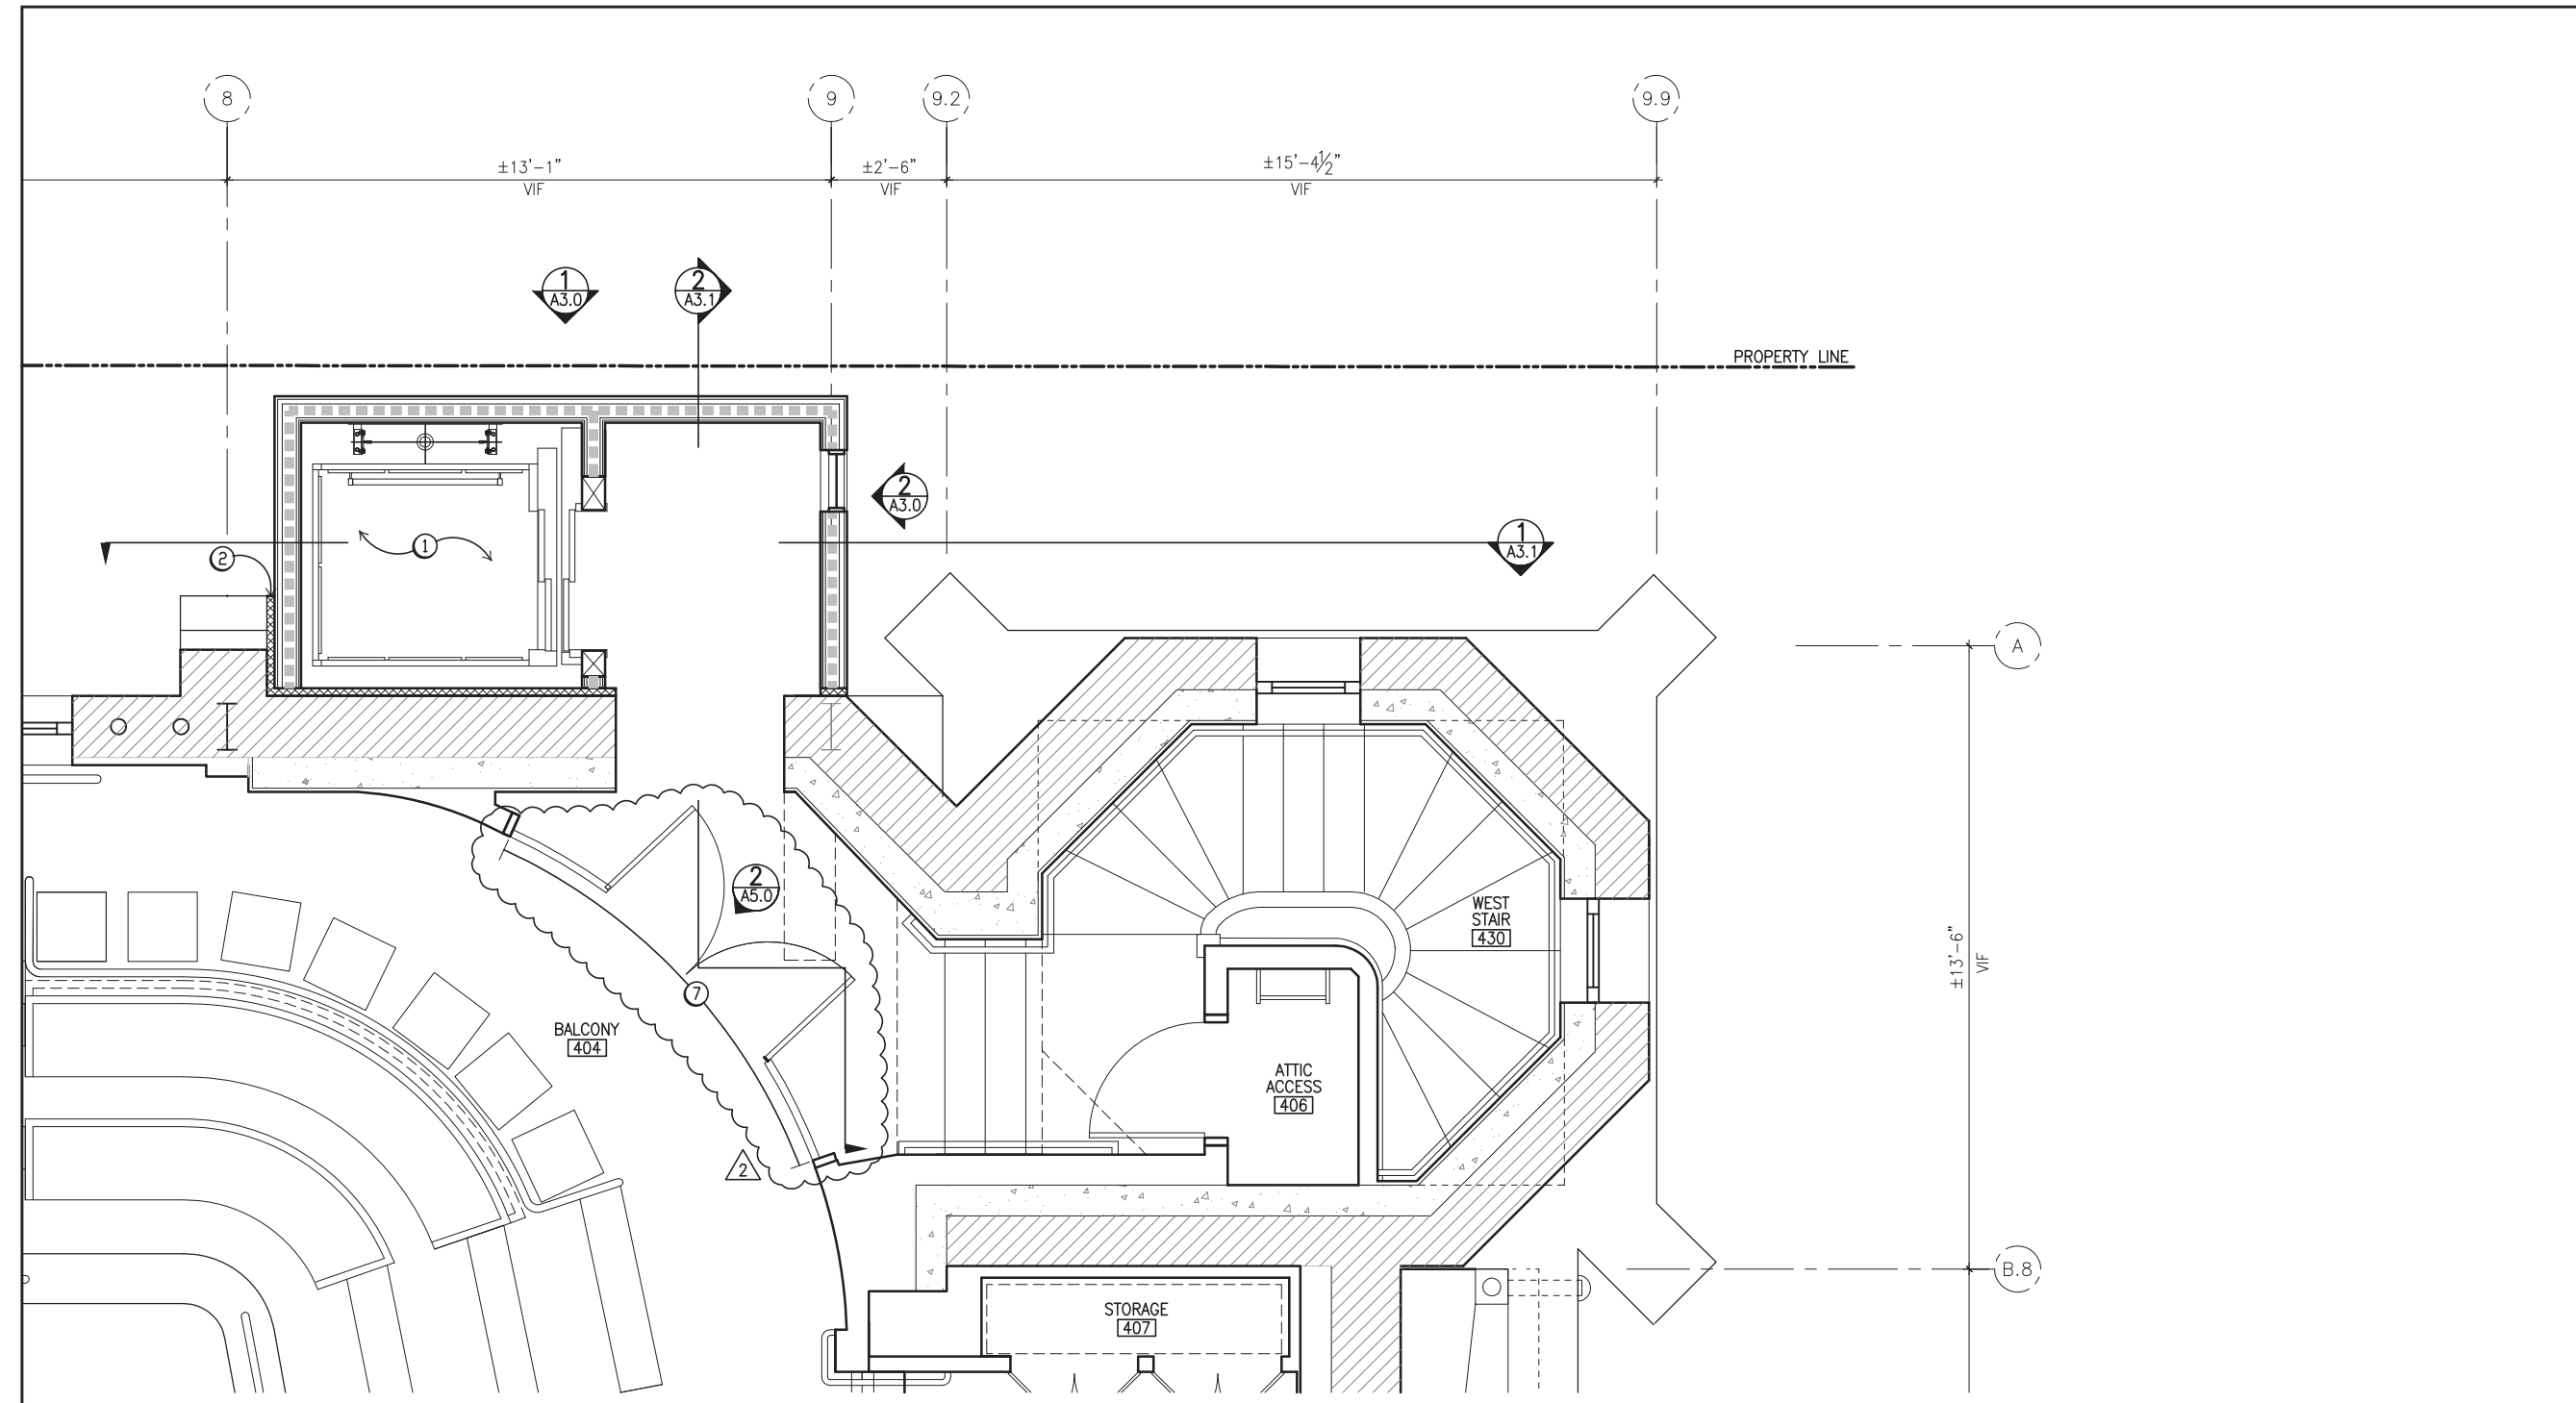 8
9
9.2
9.9
±13'-1"
VIF
±2'-6"
VIF
±15'-4½"
VIF
1
A3.0
2
A3.1
PROPERTY LINE
2
A3.0
1
A3.1
1
2
A
2
A5.0
WEST
STAIR
430
±13'-6"
VIF
7
BALCONY
404
ATTIC
ACCESS
406
2
B.8
STORAGE
407